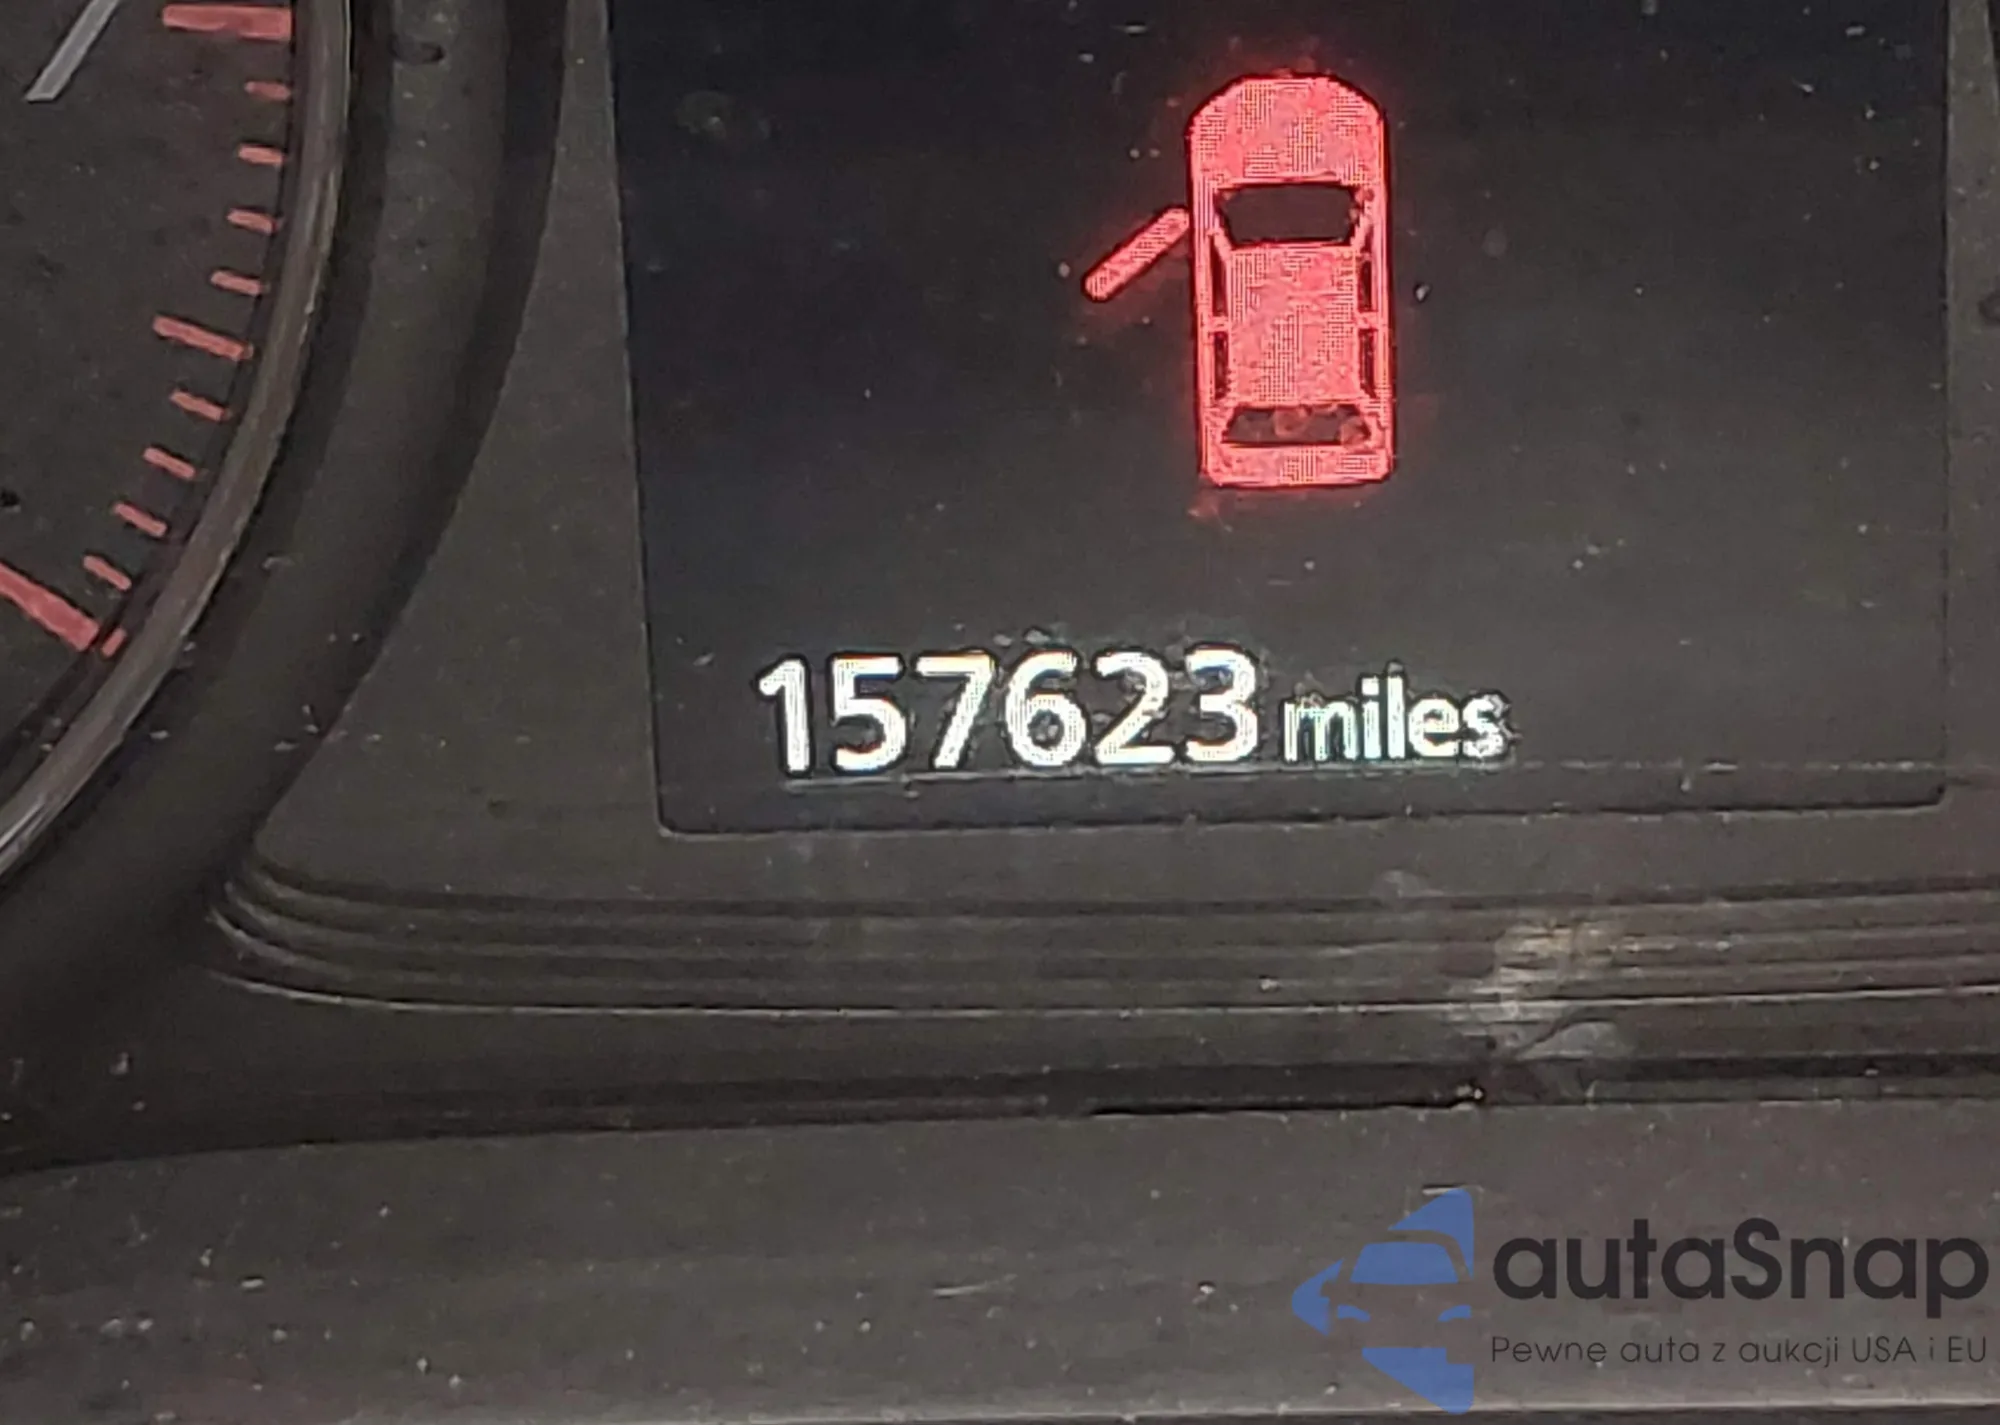 157623 miles
autaSnap
Pewne auta z aukcji USA i EU